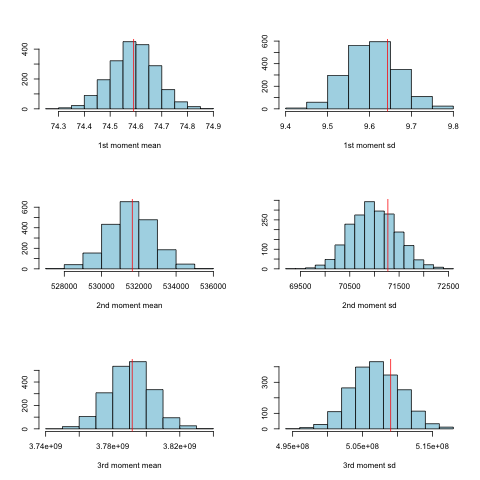 0 200 400
74.3 74.4 74.5 74.6 74.7 74.8 74.9
1st moment mean
0 200 400 600
9.4 9.5 9.6 9.7 9.8
1st moment sd
0 200 400 600
528000 530000 532000 534000 536000
2nd moment mean
0 50 150 250
69500 70500 71500 72500
2nd moment sd
0 200 400
3.74e+09 3.78e+09 3.82e+09
3rd moment mean
0 100 300
4.95e+08 5.05e+08 5.15e+08
3rd moment sd